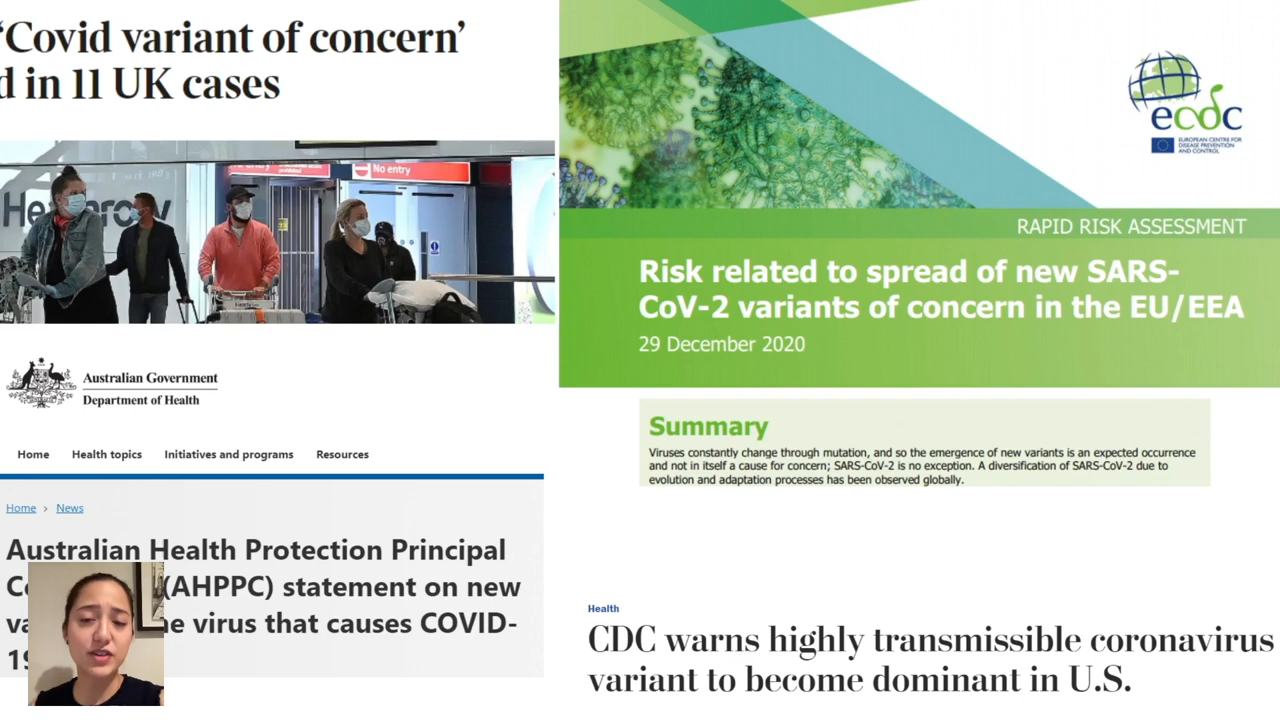 ‘Covid variant of concern’
d in 11 UK cases
No entry
ecdc
EUROPEAN CENTRE FOR
DISEASE PREVENTION
AND CONTROL
RAPID RISK ASSESSMENT
Risk related to spread of new SARS-
CoV-2 variants of concern in the EU/EEA
29 December 2020
Summary
Viruses constantly change through mutation, and so the emergence of new variants is an expected occurrence
and not in itself a cause for concern; SARS-CoV-2 is no exception. A diversification of SARS-CoV-2 due to
evolution and adaptation processes has been observed globally.
Australian Government
Department of Health
Home Health topics Initiatives and programs Resources
Home > News
Australian Health Protection Principal
(AHPPC) statement on new
virus that causes COVID-
Health
CDC warns highly transmissible coronavirus
variant to become dominant in U.S.